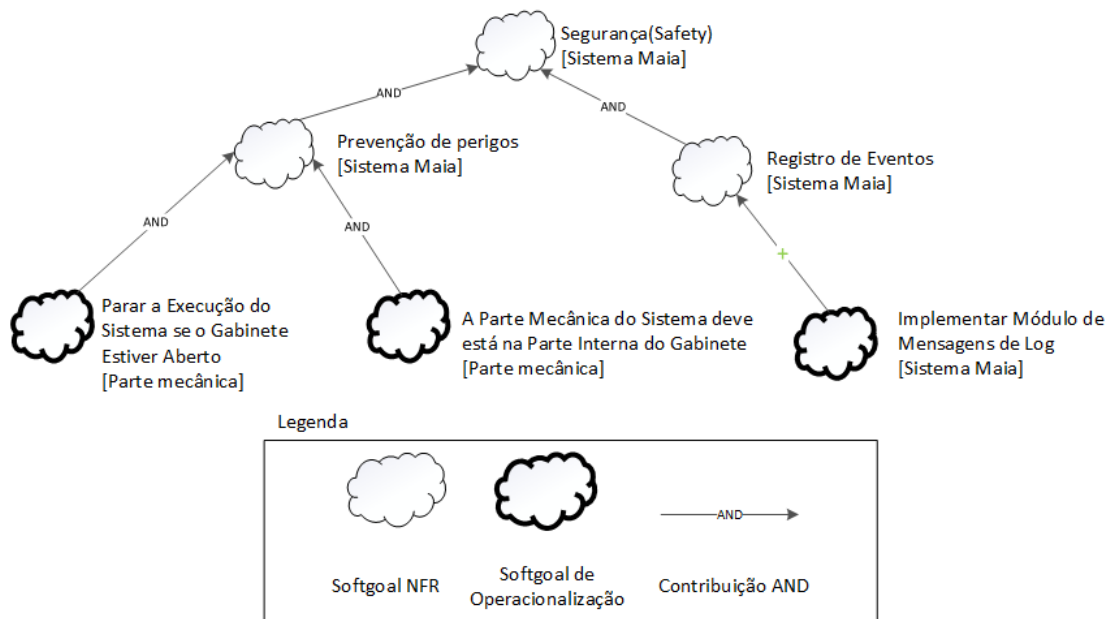 Segurança(Safety)
[Sistema Maia]
AND
AND
Prevenção de perigos
[Sistema Maia]
Registro de Eventos
[Sistema Maia]
AND
AND
+
Parar a Execução do
Sistema se o Gabinete
Estiver Aberto
[Parte mecânica]
A Parte Mecânica do Sistema deve
está na Parte Interna do Gabinete
[Parte mecânica]
Implementar Módulo de
Mensagens de Log
[Sistema Maia]
Legenda
AND
Softgoal NFR
Softgoal de
Operacionalização
Contribuição AND